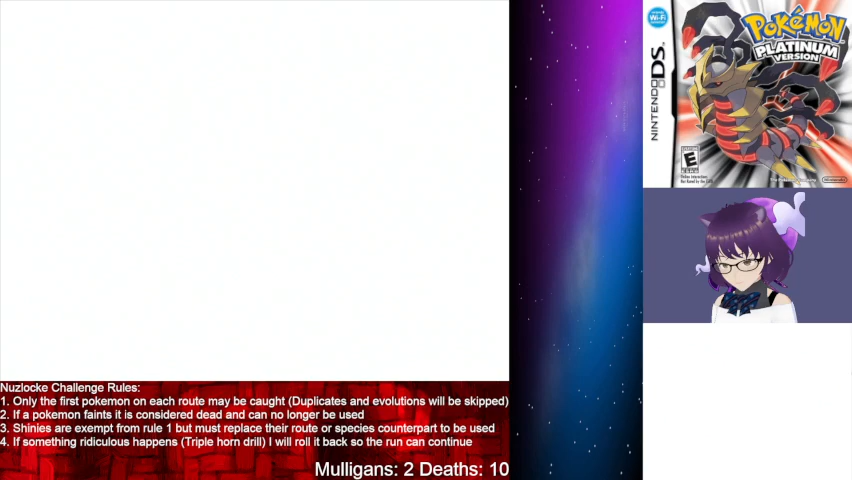 Wi-Fi
NINTENDO DS
POKÉMON
PLATINUM
VERSION
E
Nintendo
Nuzlocke Challenge Rules:
1. Only the first pokemon on each route may be caught (Duplicates and evolutions will be skipped)
2. If a pokemon faints it is considered dead and can no longer be used
3. Shinies are exempt from rule 1 but must replace their route or species counterpart to be used
4. If something ridiculous happens (Triple horn drill) I will roll it back so the run can continue
Mulligans: 2 Deaths: 10